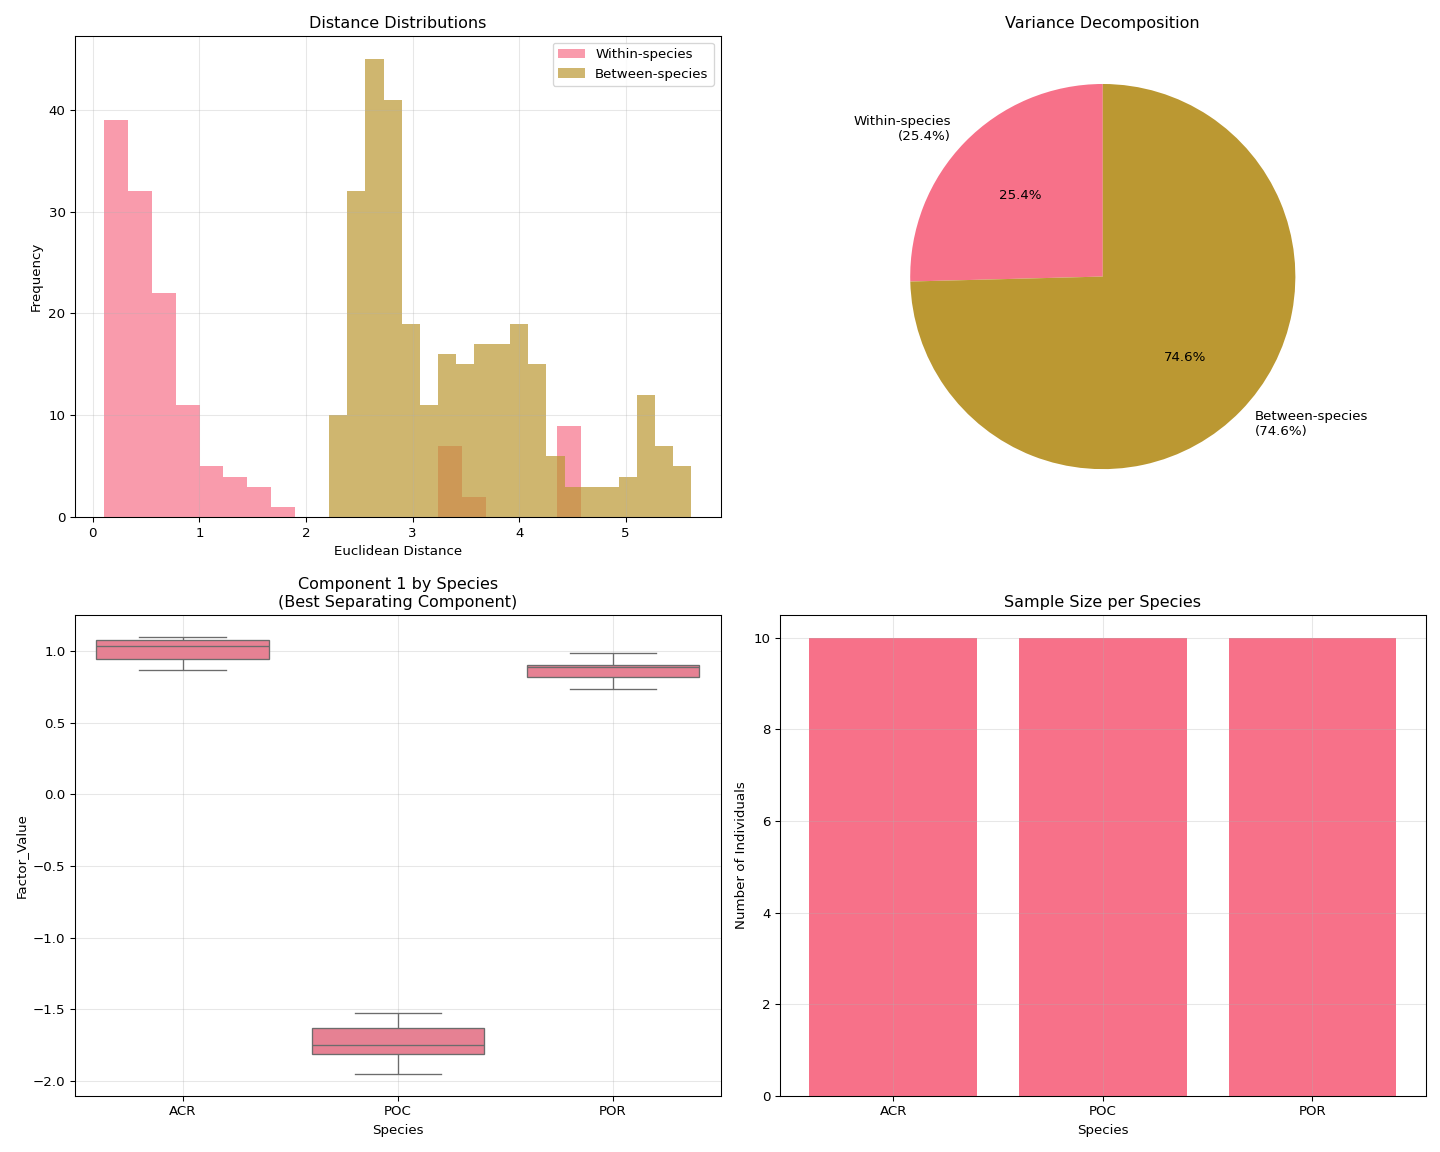 Distance Distributions
Within-species
Between-species
Frequency
0
10
20
30
40
0
1
2
3
4
5
Euclidean Distance
Variance Decomposition
Within-species
(25.4%)
25.4%
74.6%
Between-species
(74.6%)
Component 1 by Species
(Best Separating Component)
Factor_Value
1.0
0.5
0.0
−0.5
−1.0
−1.5
−2.0
ACR
POC
POR
Species
Sample Size per Species
Number of Individuals
10
8
6
4
2
0
ACR
POC
POR
Species